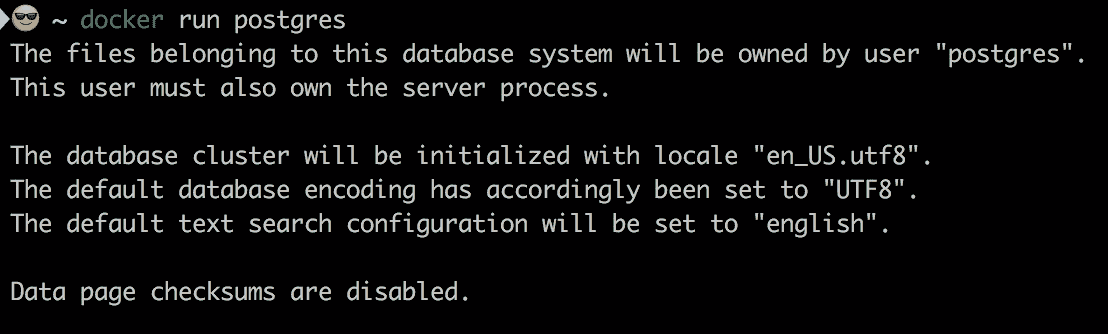 ~ docker run postgres
The files belonging to this database system will be owned by user "postgres".
This user must also own the server process.
The database cluster will be initialized with locale "en_US.utf8".
The default database encoding has accordingly been set to "UTF8".
The default text search configuration will be set to "english".
Data page checksums are disabled.